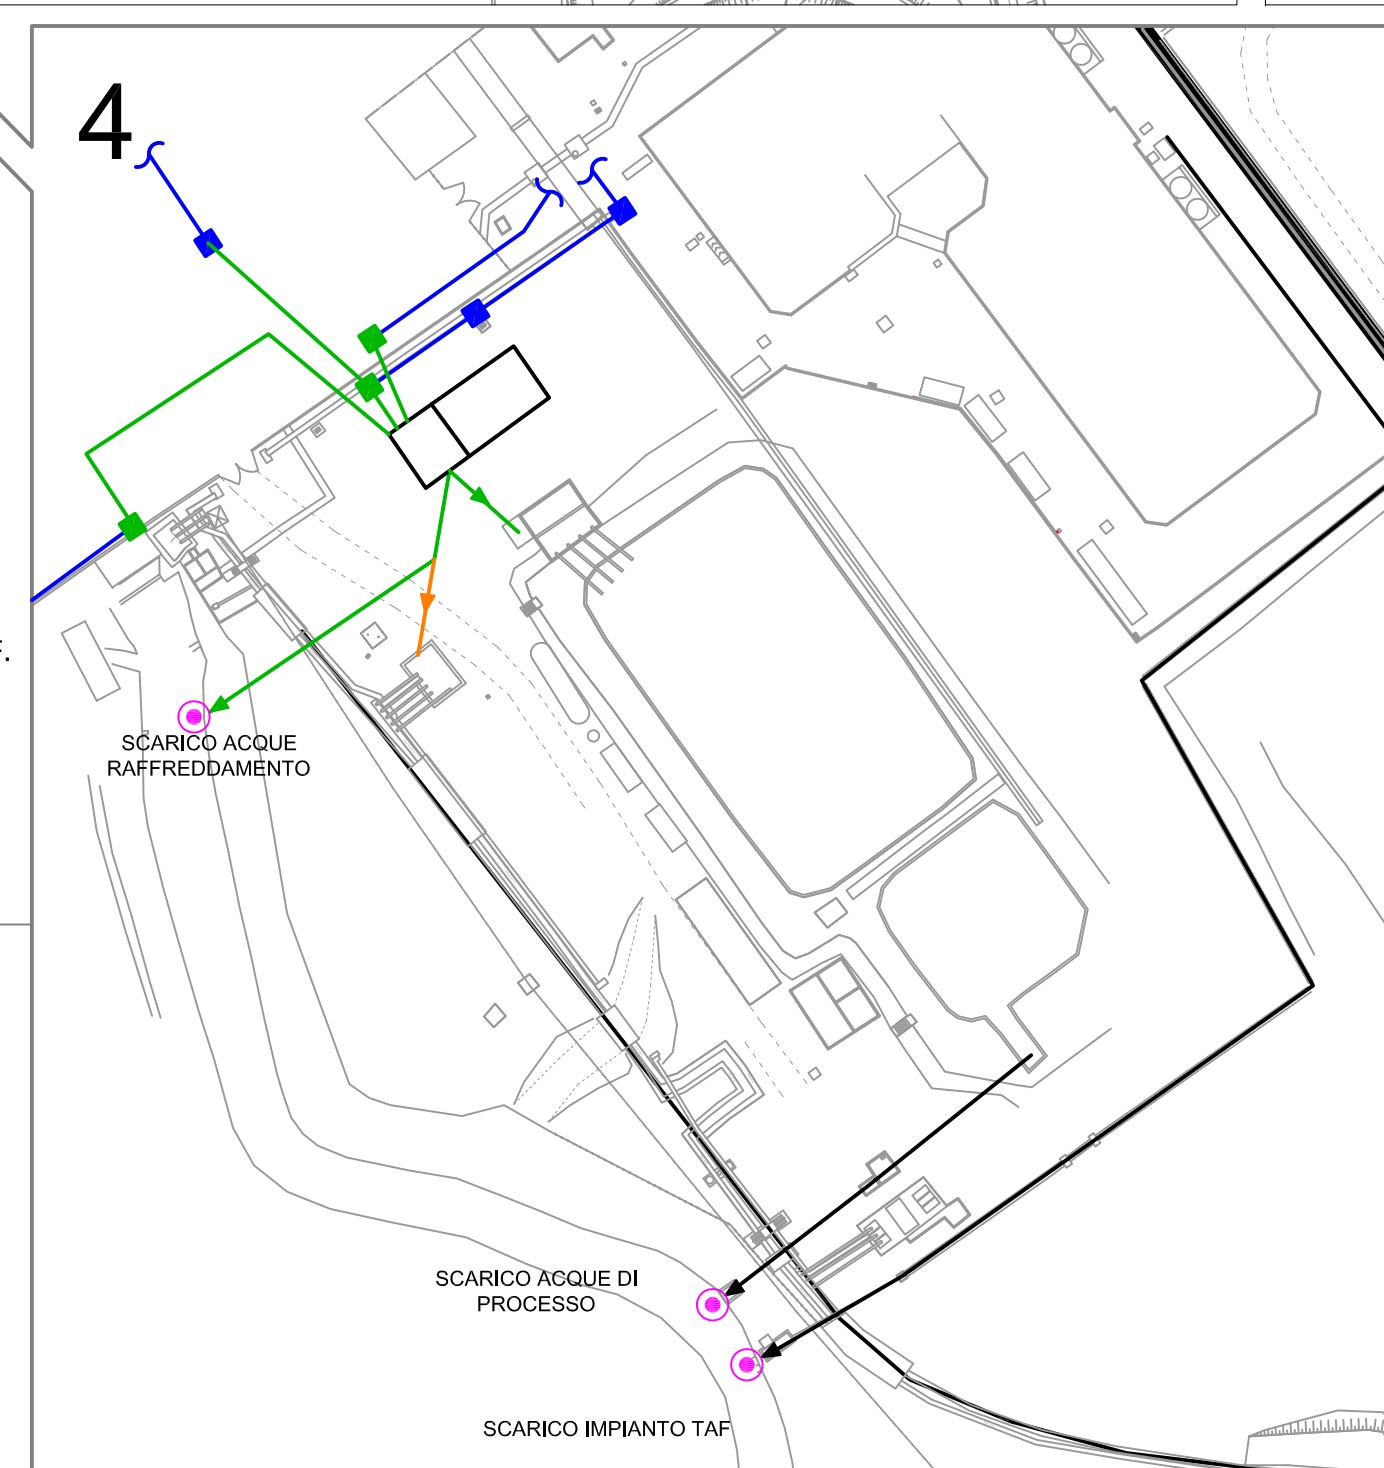 4
F.
SCARICO ACQUE
RAFFREDDAMENTO
SCARICO ACQUE DI
PROCESSO
SCARICO IMPIANTO TAF